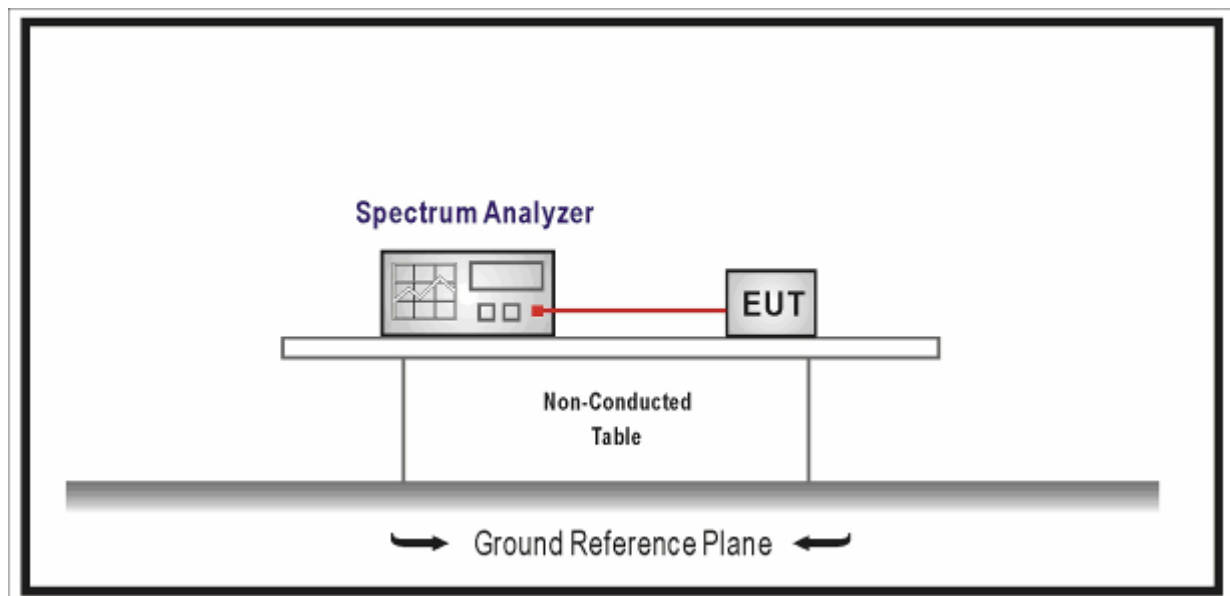 Spectrum Analyzer
EUT
Non-Conducted
Table
Ground Reference Plane